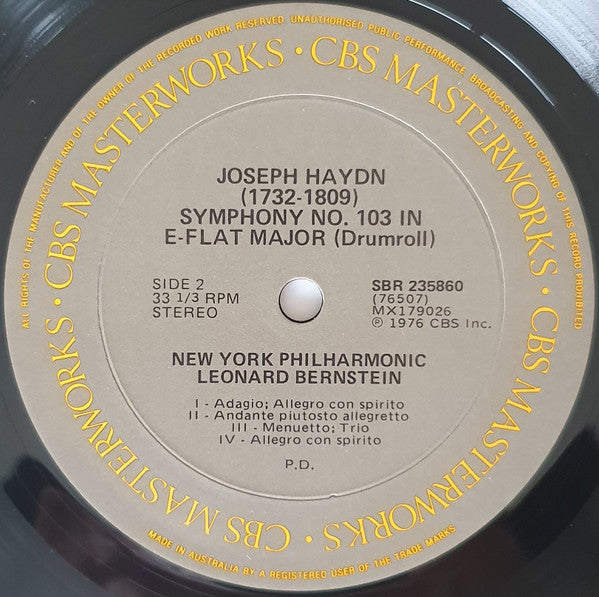 ALL RIGHTS OF THE MANUFACTURER AND OF THE OWNER OF THE RECORDED WORK RESERVED UNAUTHORISED PUBLIC PERFORMANCE, BROADCASTING AND COPYING OF THIS RECORD PROHIBITED
CBS MASTERWORKS · CBS MASTERWORKS · CBS MASTERWORKS · CBS MASTERWORKS ·
JOSEPH HAYDN
(1732-1809)
SYMPHONY NO. 103 IN
E-FLAT MAJOR (Drumroll)
SIDE 2
33 1/3 RPM
STEREO
SBR 235860
(76507)
MX179026
℗ 1976 CBS Inc.
NEW YORK PHILHARMONIC
LEONARD BERNSTEIN
I - Adagio; Allegro con spirito
II - Andante piutosto allegretto
III - Menuetto; Trio
IV - Allegro con spirito
P.D.
MADE IN AUSTRALIA BY A REGISTERED USER OF THE TRADE MARKS